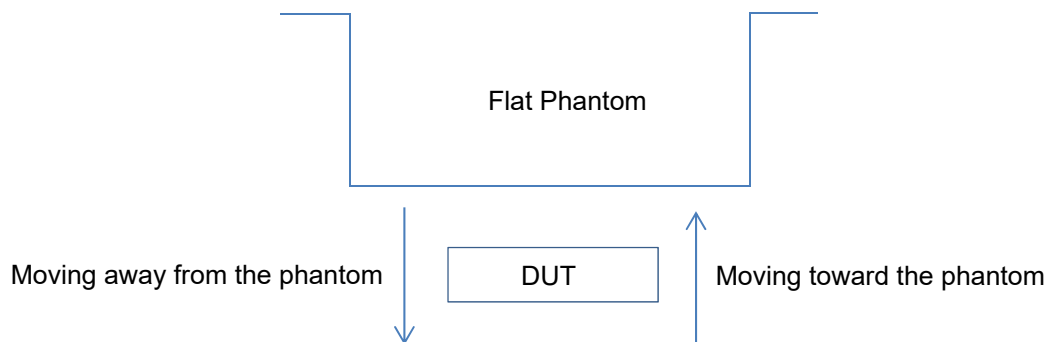 Flat Phantom
Moving away from the phantom
DUT
Moving toward the phantom